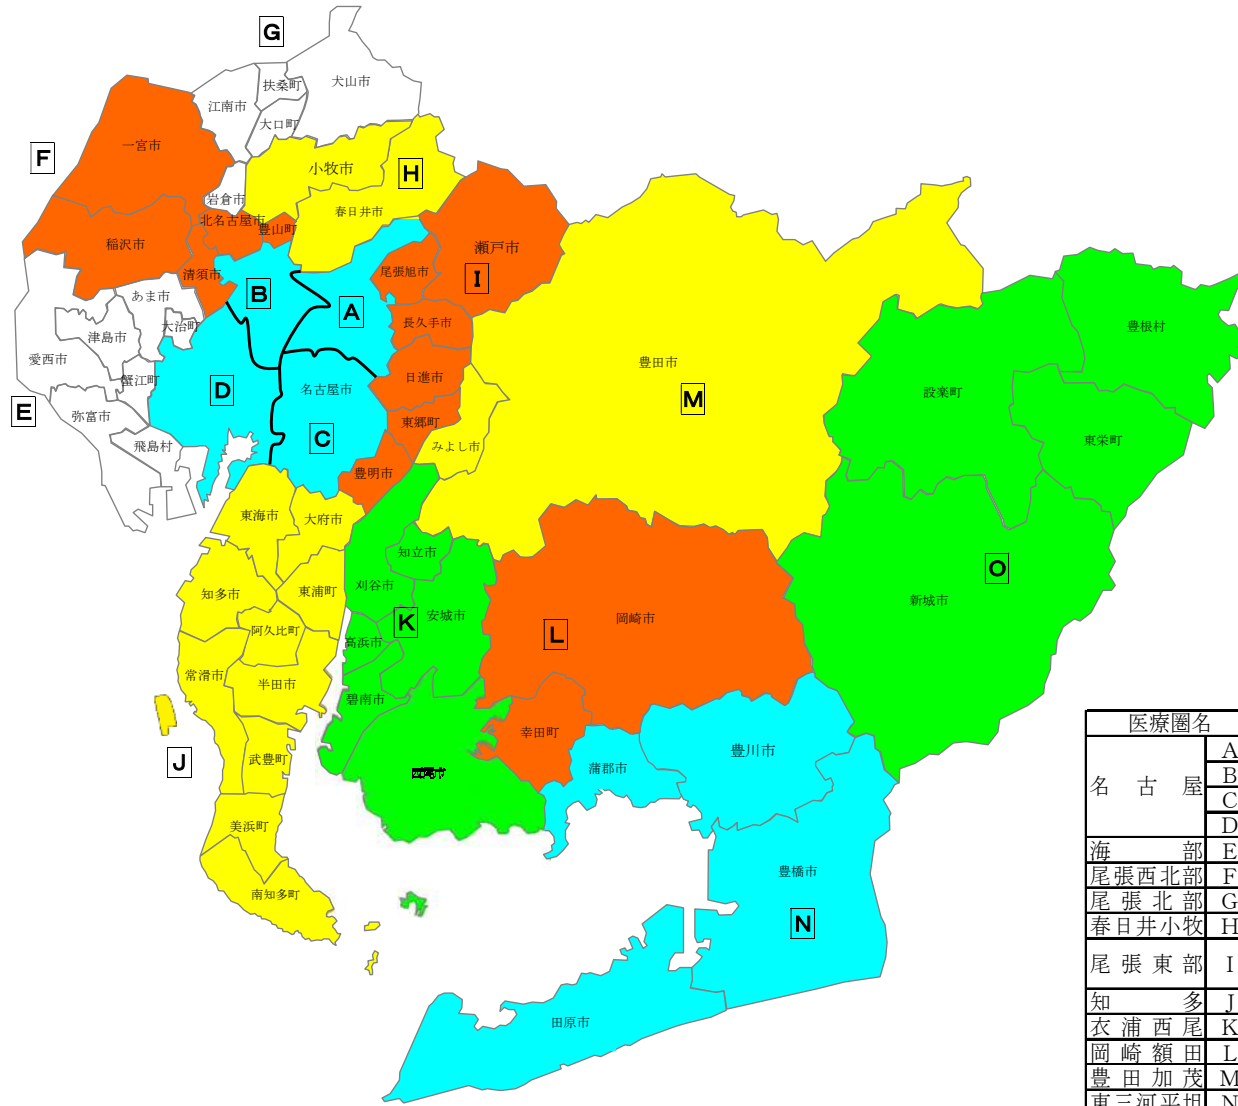 G
犬山市
扶桑町
江南市
大口町
一宮市
F
小牧市
H
岩倉市
春日井市
北名古屋市
豊山町
稲沢市
瀬戸市
清須市
尾張旭市
I
B
あま市
A
大治町
津島市
長久手市
豊根村
愛西市
豊田市
蟹江町
日進市
D
名古屋市
設楽町
M
E
弥富市
東郷町
C
東栄町
飛島村
みよし市
豊明市
東海市
大府市
知立市
O
刈谷市
東浦町
知多市
新城市
安城市
岡崎市
K
L
阿久比町
高浜市
常滑市
半田市
碧南市
幸田町
豊川市
J
武豊町
蒲郡市
西尾市
美浜町
豊橋市
南知多町
N
田原市
医療圏名
名古屋 A
B
C
D
海部 E
尾張西北部 F
尾張北部 G
春日井小牧 H
尾張東部 I
知多 J
衣浦西尾 K
岡崎額田 L
豊田加茂 M
東三河平坦 N